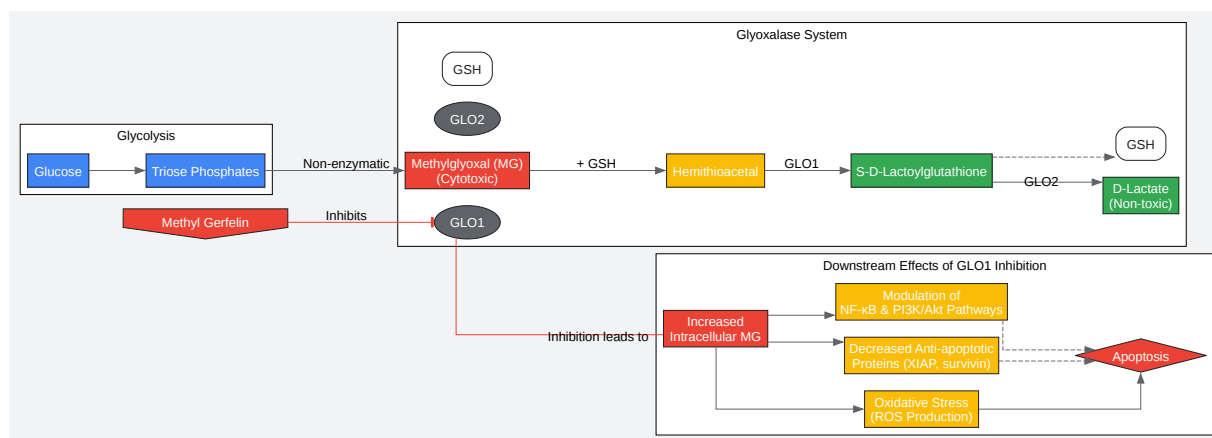 Glyoxalase System
GSH
GLO2
Glycolysis
Glucose
Triose Phosphates
Non-enzymatic
Methylglyoxal (MG)
(Cytotoxic)
+ GSH
Hemithioacetal
GLO1
S-D-Lactoylglutathione
GSH
GLO2
D-Lactate
(Non-toxic)
Methyl Gerfelin
Inhibits
GLO1
Downstream Effects of GLO1 Inhibition
Inhibition leads to
Increased
Intracellular MG
Modulation of
NF-κB & PI3K/Akt Pathways
Decreased Anti-apoptotic
Proteins (XIAP, survivin)
Oxidative Stress
(ROS Production)
Apoptosis